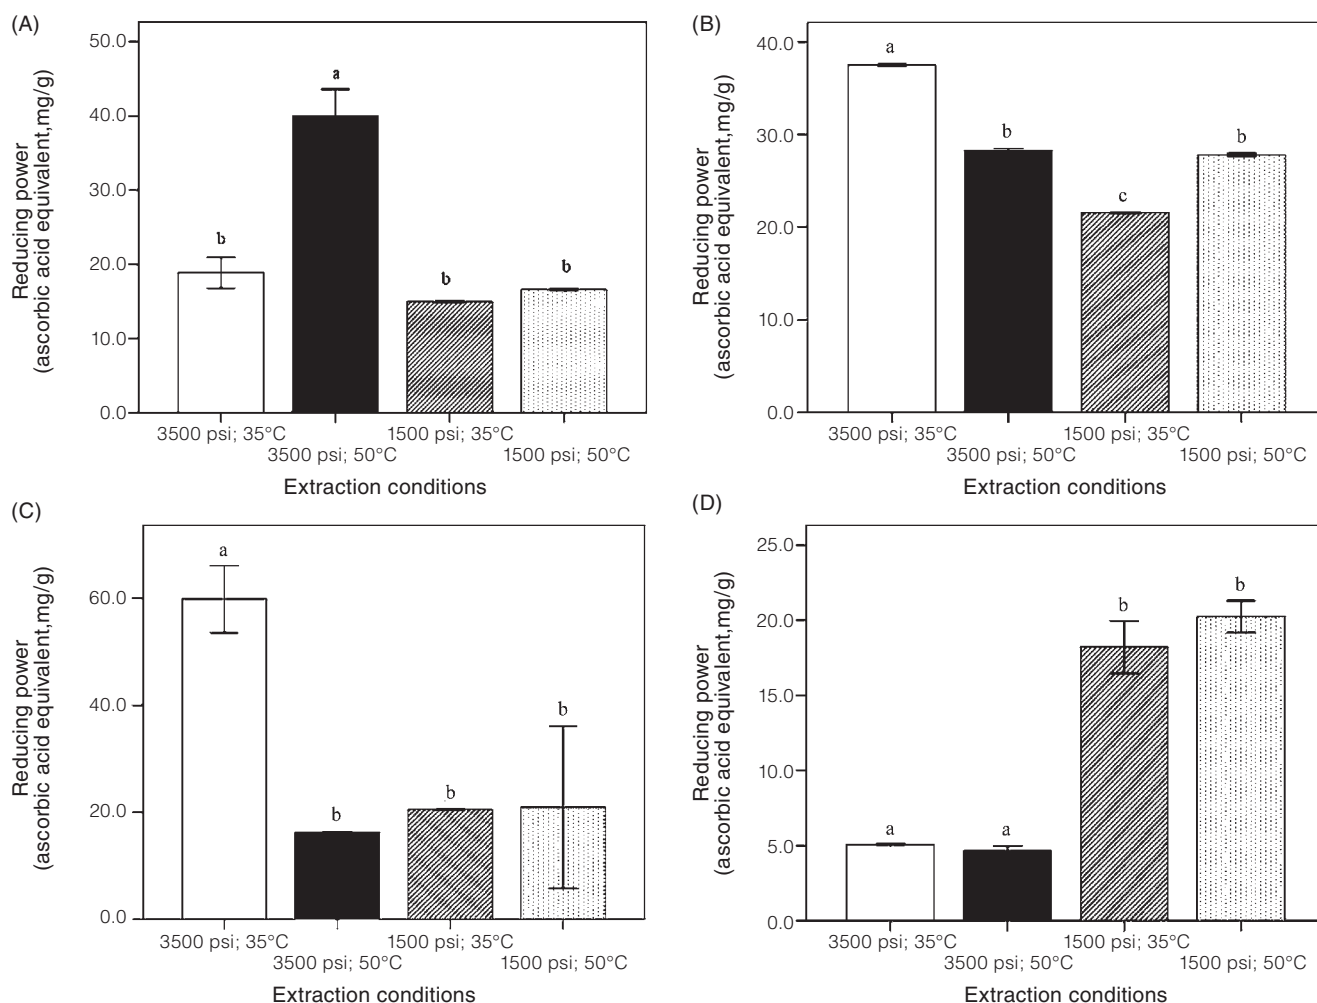 (A)
Reducing power
(ascorbic acid equivalent,mg/g)
50.0
40.0
30.0
20.0
10.0
0.0
b
a
b
b
3500 psi; 35°C
1500 psi; 35°C
3500 psi; 50°C
1500 psi; 50°C
Extraction conditions
(B)
Reducing power
(ascorbic acid equivalent,mg/g)
40.0
30.0
20.0
10.0
0.0
a
b
c
b
3500 psi; 35°C
1500 psi; 35°C
3500 psi; 50°C
1500 psi; 50°C
Extraction conditions
(C)
Reducing power
(ascorbic acid equivalent,mg/g)
60.0
40.0
20.0
0.0
a
b
b
b
3500 psi; 35°C
1500 psi; 35°C
3500 psi; 50°C
1500 psi; 50°C
Extraction conditions
(D)
Reducing power
(ascorbic acid equivalent,mg/g)
25.0
20.0
15.0
10.0
5.0
0.0
a
a
b
b
3500 psi; 35°C
1500 psi; 35°C
3500 psi; 50°C
1500 psi; 50°C
Extraction conditions